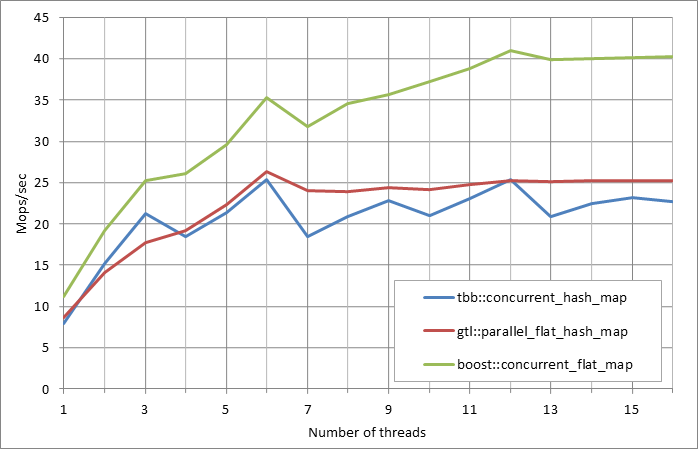 45
40
35
30
25
20
15
10
5
0
Mops/sec
tbb::concurrent_hash_map
gtl::parallel_flat_hash_map
boost::concurrent_flat_map
1 3 5 7 9 11 13 15
Number of threads